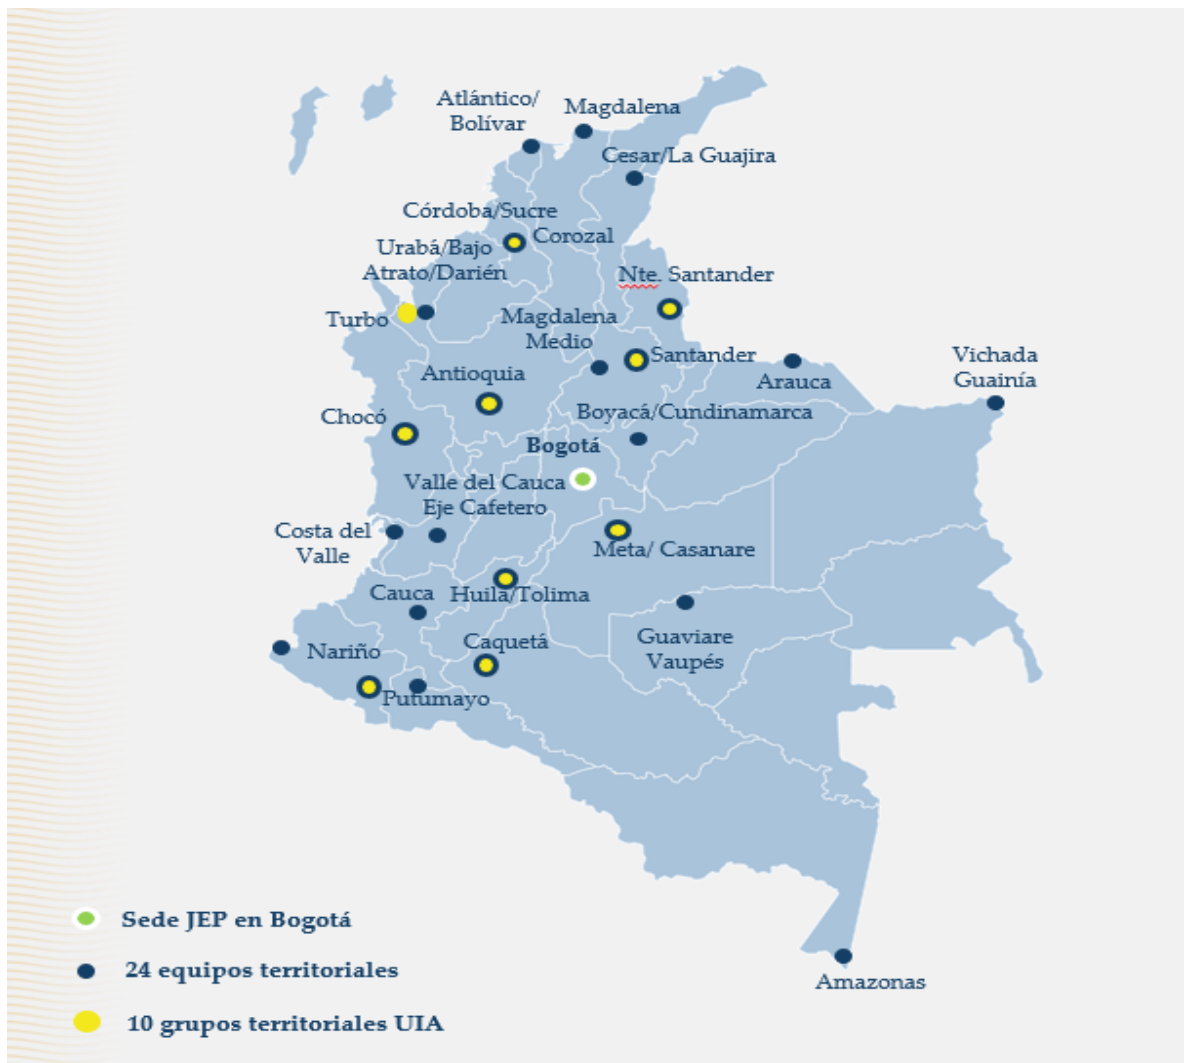 Atlántico/
Bolívar
Magdalena
Cesar/La Guajira
Córdoba/Sucre
Corozal
Urabá/Bajo
Atrato/Darién
Nte. Santander
Turbo
Magdalena
Medio
Santander
Arauca
Vichada
Guainía
Antioquia
Chocó
Boyacá/Cundinamarca
Bogotá
Valle del Cauca
Eje Cafetero
Costa del
Valle
Meta/ Casanare
Cauca
Huila/Tolima
Guaviare
Vaupés
Nariño
Caquetá
Putumayo
Sede JEP en Bogotá
24 equipos territoriales
Amazonas
10 grupos territoriales UIA